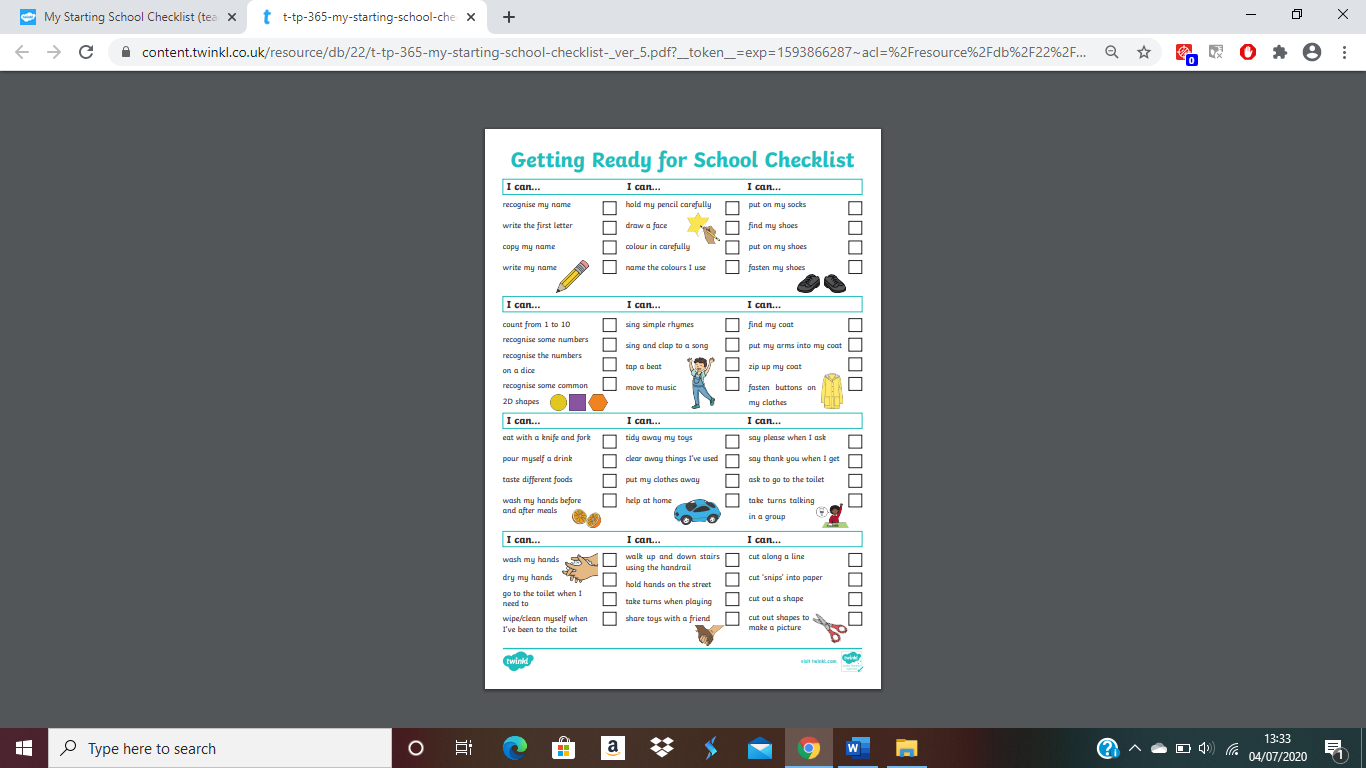 My Starting School Checklist (tea
t-tp-365-my-starting-school-che
content.twinkl.co.uk/resource/db/22/t-tp-365-my-starting-school-checklist-_ver_5.pdf?__token__=exp=1593866287~acl=%2Fresource%2Fdb%2F22%2F...
0
Getting Ready for School Checklist
I can... I can... I can...
recognise my name
write the first letter
copy my name
write my name
hold my pencil carefully
draw a face
colour in carefully
name the colours I use
put on my socks
find my shoes
put on my shoes
fasten my shoes
I can... I can... I can...
count from 1 to 10
recognise some numbers
recognise the numbers
on a dice
recognise some common
2D shapes
sing simple rhymes
sing and clap to a song
tap a beat
move to music
find my coat
put my arms into my coat
zip up my coat
fasten buttons on
my clothes
I can... I can... I can...
eat with a knife and fork
pour myself a drink
taste different foods
wash my hands before
and after meals
tidy away my toys
clear away things I've used
put my clothes away
help at home
say please when I ask
say thank you when I get
ask to go to the toilet
take turns talking
in a group
I can... I can... I can...
wash my hands
dry my hands
go to the toilet when I
need to
wipe/clean myself when
I've been to the toilet
walk up and down stairs
using the handrail
hold hands on the street
take turns when playing
share toys with a friend
cut along a line
cut 'snips' into paper
cut out a shape
cut out shapes to
make a picture
twinkl
visit twinkl.com
twinkl
Type here to search
13:33
04/07/2020
1